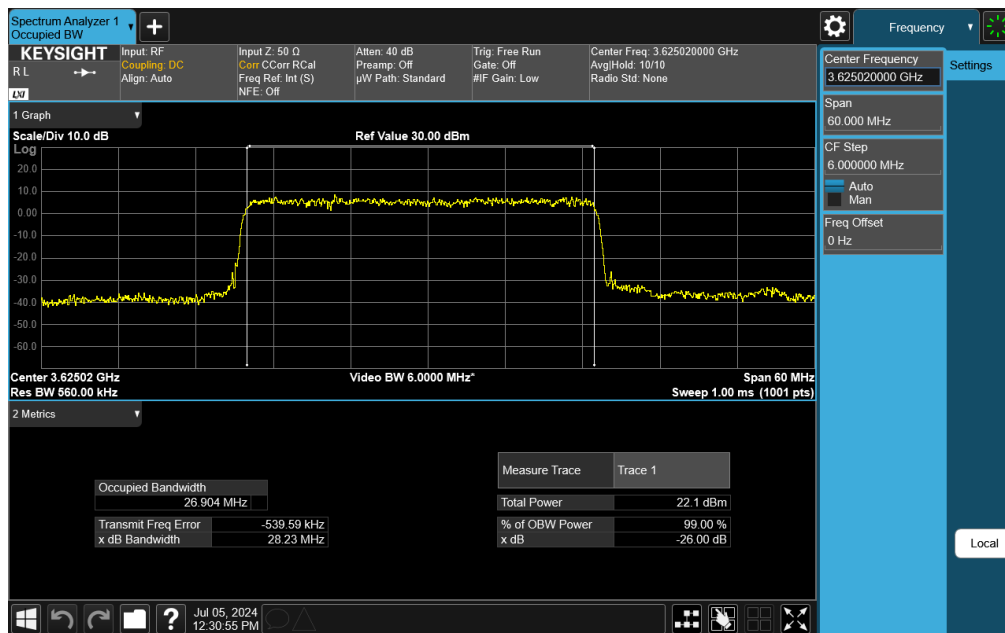 Spectrum Analyzer 1
Occupied BW
Frequency
KEYSIGHT
R L
LXI
Input: RF
Coupling: DC
Align: Auto
Input Z: 50 Ω
Corr CCorr RCal
Freq Ref: Int (S)
NFE: Off
Atten: 40 dB
Preamp: Off
µW Path: Standard
Trig: Free Run
Gate: Off
#IF Gain: Low
Center Freq: 3.625020000 GHz
Avg|Hold: 10/10
Radio Std: None
Center Frequency
3.625020000 GHz
Settings
Span
60.000 MHz
CF Step
6.000000 MHz
Auto
Man
Freq Offset
0 Hz
1 Graph
Scale/Div 10.0 dB
Ref Value 30.00 dBm
Log
20.0
10.0
0.00
-10.0
-20.0
-30.0
-40.0
-50.0
-60.0
Center 3.62502 GHz
Video BW 6.0000 MHz*
Span 60 MHz
Res BW 560.00 kHz
Sweep 1.00 ms (1001 pts)
2 Metrics
Occupied Bandwidth
26.904 MHz
Transmit Freq Error -539.59 kHz
x dB Bandwidth 28.23 MHz
Measure Trace Trace 1
Total Power 22.1 dBm
% of OBW Power 99.00 %
x dB -26.00 dB
Local
Jul 05, 2024
12:30:55 PM